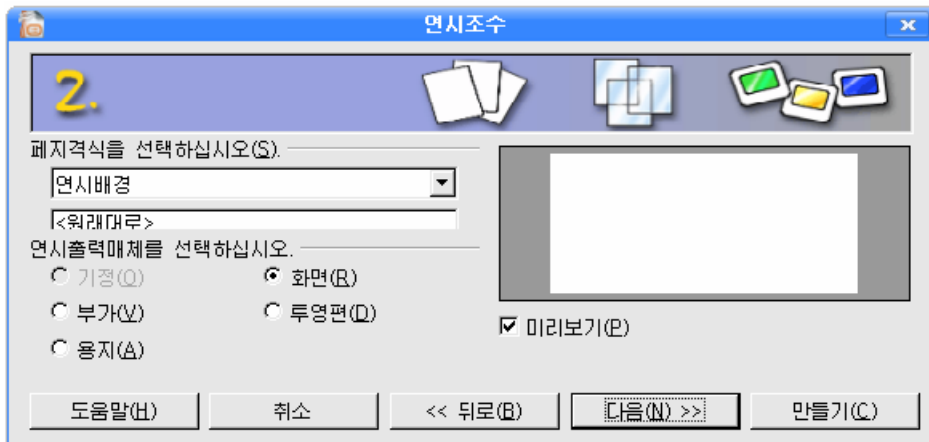 연시조수
2.
페지격식을 선택하십시오(S).
연시배경
<원래대로>
연시출력매체를 선택하십시오.
기정(O) 화면(R)
부가(V) 투영편(D)
용지(A)
미리보기(P)
도움말(H) 취소 << 뒤로(B) 다음(N) >> 만들기(C)